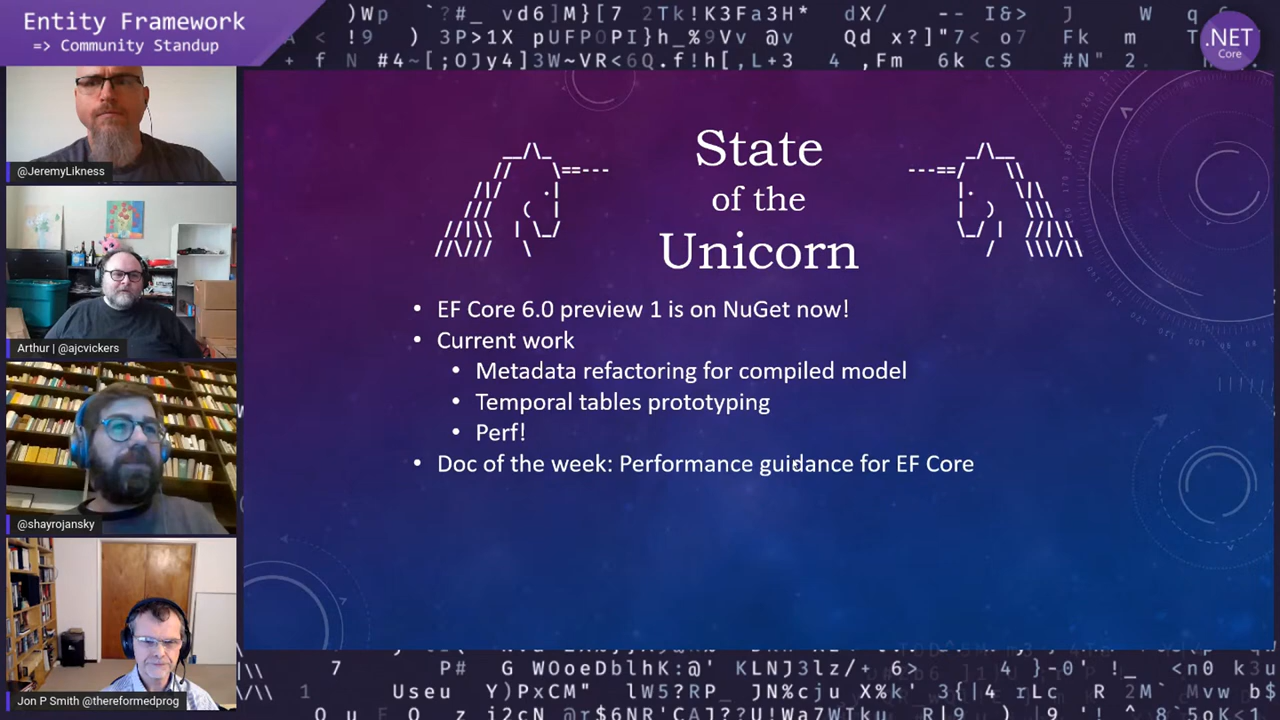 Entity Framework
=> Community Standup
.NET
Core
@JeremyLikness
Arthur | @ajcvickers
@shayrojansky
Jon P Smith @thereformedprog
State
of the
Unicorn
• EF Core 6.0 preview 1 is on NuGet now!
• Current work
• Metadata refactoring for compiled model
• Temporal tables prototyping
• Perf!
• Doc of the week: Performance guidance for EF Core